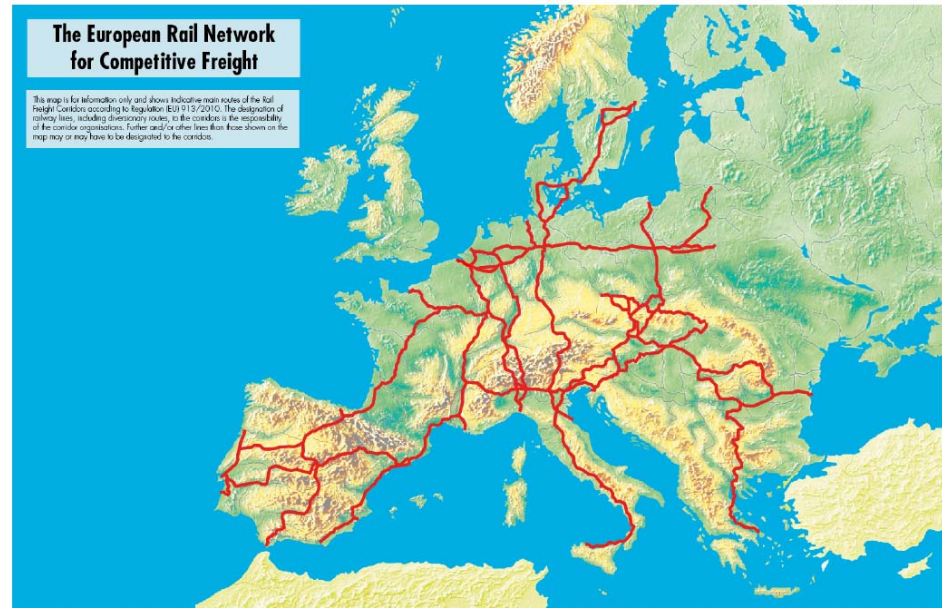 The European Rail Network
for Competitive Freight
This map is for information only and shows indicative main routes of the Rail
Freight Corridors according to Regulation (EU) 913/2010. The designation of
railway lines, including diversionary routes, to the corridors is the responsibility
of the corridor organisations. Further and/or other lines than those shown on the
map may or may have to be designated to the corridors.